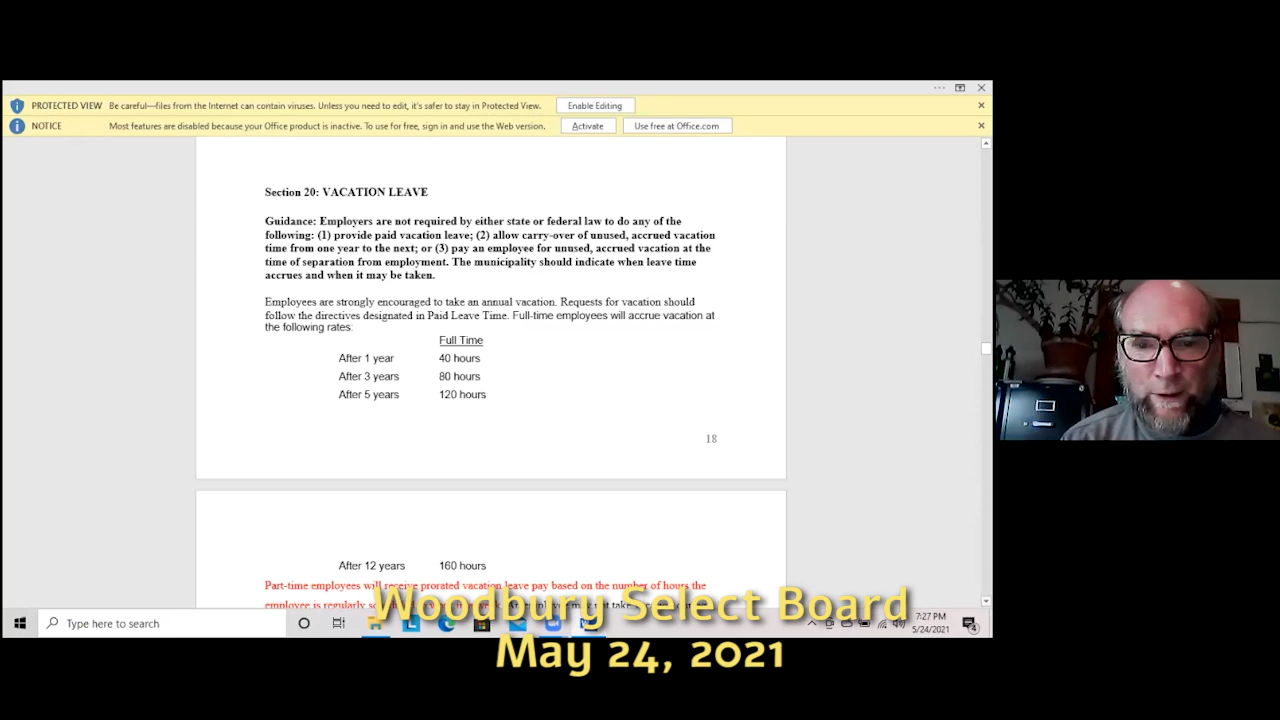 PROTECTED VIEW Be careful—files from the Internet can contain viruses. Unless you need to edit, it's safer to stay in Protected View. Enable Editing
NOTICE Most features are disabled because your Office product is inactive. To use for free, sign in and use the Web version. Activate Use free at Office.com
Section 20: VACATION LEAVE
Guidance: Employers are not required by either state or federal law to do any of the
following: (1) provide paid vacation leave; (2) allow carry-over of unused, accrued vacation
time from one year to the next; or (3) pay an employee for unused, accrued vacation at the
time of separation from employment. The municipality should indicate when leave time
accrues and when it may be taken.
Employees are strongly encouraged to take an annual vacation. Requests for vacation should
follow the directives designated in Paid Leave Time. Full-time employees will accrue vacation at
the following rates:
Full Time
After 1 year 40 hours
After 3 years 80 hours
After 5 years 120 hours
18
After 12 years 160 hours
Part-time employees will receive prorated vacation leave pay based on the number of hours the
employee is regularly
Woodbury Select Board
Type here to search
7:27 PM
5/24/2021
May 24, 2021